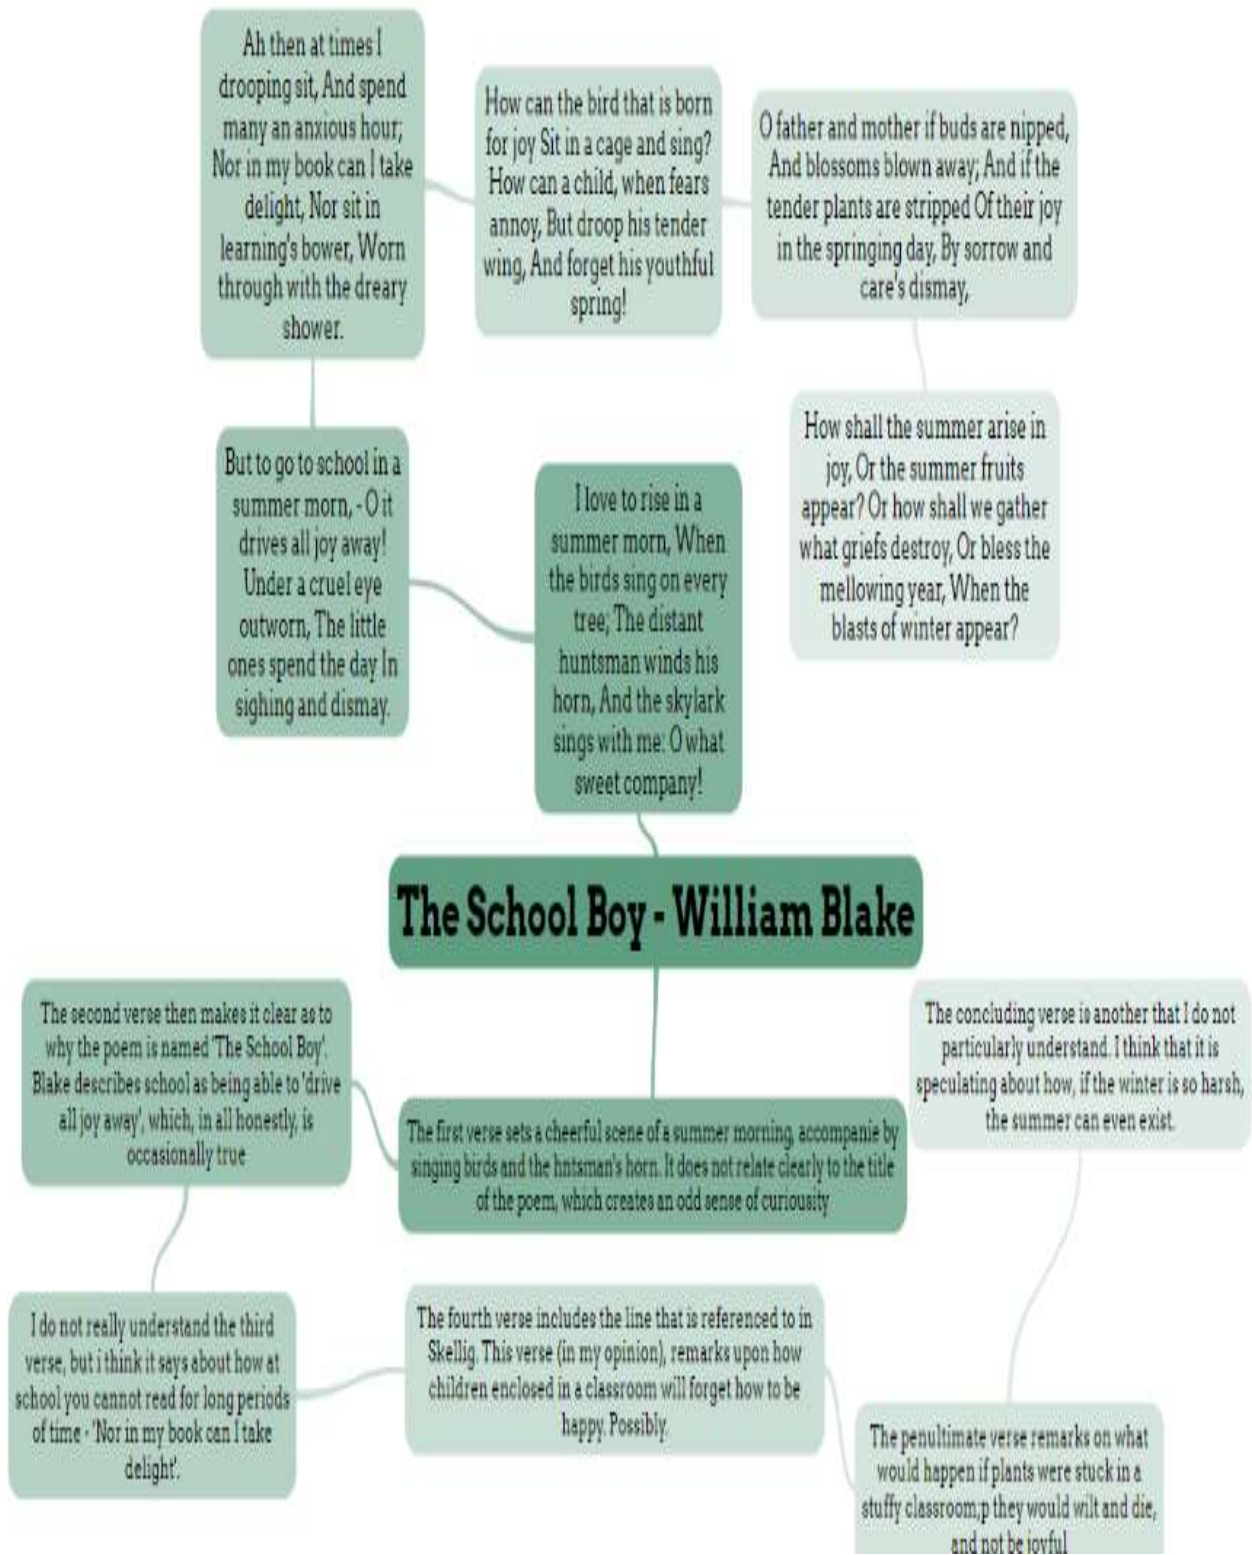 Ah then at times I
drooping sit, And spend
many an anxious hour;
Nor in my book can I take
delight, Nor sit in
learning's bower, Worn
through with the dreary
shower.
How can the bird that is born
for joy Sit in a cage and sing?
How can a child, when fears
annoy, But droop his tender
wing, And forget his youthful
spring!
O father and mother if buds are nipped,
And blossoms blown away; And if the
tender plants are stripped Of their joy
in the springing day, By sorrow and
care's dismay,
How shall the summer arise in
joy, Or the summer fruits
appear? Or how shall we gather
what griefs destroy, Or bless the
mellowing year, When the
blasts of winter appear?
But to go to school in a
summer morn, - O it
drives all joy away!
Under a cruel eye
outworn, The little
ones spend the day In
sighing and dismay.
I love to rise in a
summer morn, When
the birds sing on every
tree; The distant
huntsman winds his
horn, And the skylark
sings with me: O what
sweet company!
The School Boy - William Blake
The second verse then makes it clear as to
why the poem is named 'The School Boy'.
Blake describes school as being able to 'drive
all joy away', which, in all honestly, is
occasionally true
The first verse sets a cheerful scene of a summer morning, accompanie by
singing birds and the hntsman's horn. It does not relate clearly to the title
of the poem, which creates an odd sense of curiousity
The concluding verse is another that I do not
particularly understand. I think that it is
speculating about how, if the winter is so harsh,
the summer can even exist.
I do not really understand the third
verse, but i think it says about how at
school you cannot read for long periods
of time - 'Nor in my book can I take
delight'.
The fourth verse includes the line that is referenced to in
Skellig. This verse (in my opinion), remarks upon how
children enclosed in a classroom will forget how to be
happy. Possibly.
The penultimate verse remarks on what
would happen if plants were stuck in a
stuffy classroom;p they would wilt and die,
and not be joyful